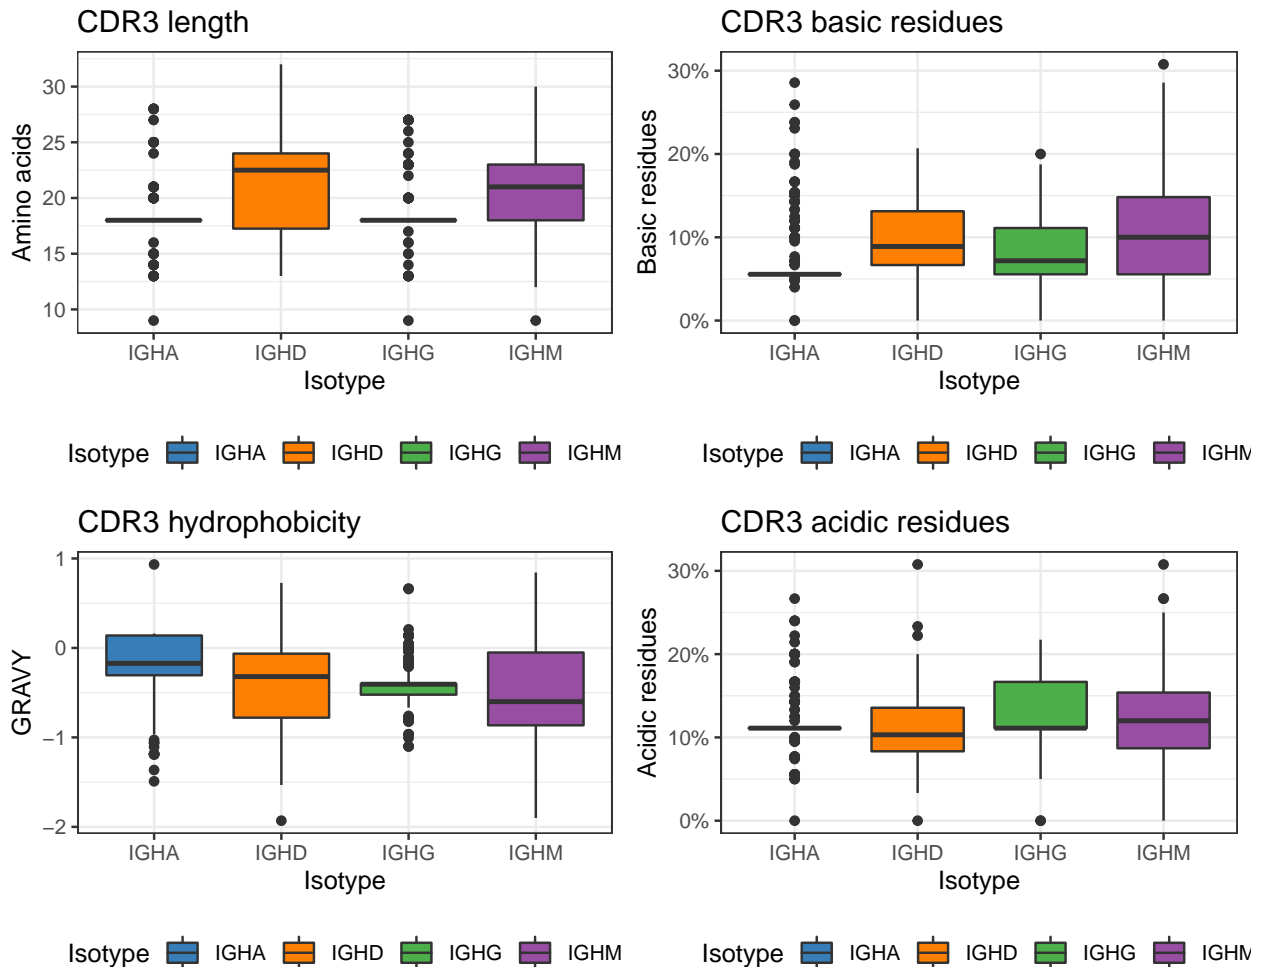 CDR3 length
CDR3 basic residues
Amino acids
30
25
20
15
10
IGHA IGHD IGHG IGHM
Isotype
Basic residues
30%
20%
10%
0%
IGHA IGHD IGHG IGHM
Isotype
Isotype IGHA IGHD IGHG IGHM
Isotype IGHA IGHD IGHG IGHM
CDR3 hydrophobicity
CDR3 acidic residues
GRAVY
1
0
−1
−2
IGHA IGHD IGHG IGHM
Isotype
Acidic residues
30%
20%
10%
0%
IGHA IGHD IGHG IGHM
Isotype
Isotype IGHA IGHD IGHG IGHM
Isotype IGHA IGHD IGHG IGHM